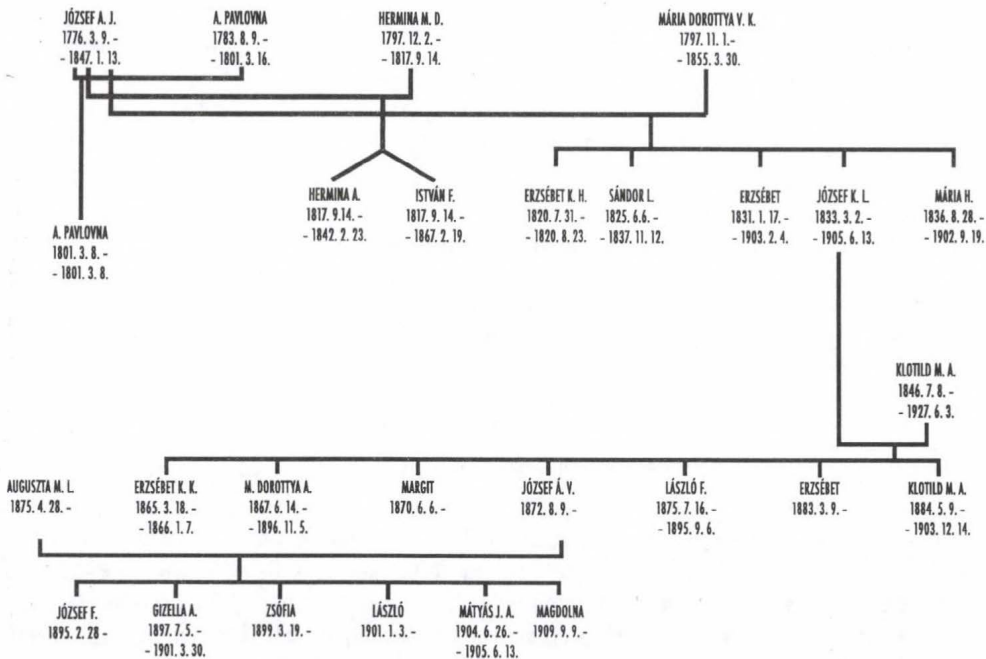 JÓZSEF A. J.
1776. 3. 9. -
- 1847. 1. 13.
A. PAVLOVNA
1783. 8. 9. -
- 1801. 3. 16.
HERMINA M. D.
1797. 12. 2. -
- 1817. 9. 14.
MÁRIA DOROTTYA V. K.
1797. 11. 1.-
- 1855. 3. 30.
A. PAVLOVNA
1801. 3. 8.-
- 1801. 3. 8.
HERMINA A.
1817. 9.14. -
- 1842. 2. 23.
ISTVÁN F.
1817. 9. 14. -
- 1867. 2. 19.
ERZSÉBET K. H.
1820. 7. 31.-
- 1820. 8. 23.
SÁNDOR L.
1825. 6.6. -
- 1837. 11. 12.
ERZSÉBET
1831. 1. 17. -
- 1903. 2. 4.
JÓZSEF K. L.
1833. 3. 2. -
- 1905. 6. 13.
MÁRIA H.
1836. 8. 28. -
- 1902. 9. 19.
KLOTILD M. A.
1846. 7. 8. -
- 1927. 6. 3.
AUGUSZTA M. L.
1875. 4. 28. -
ERZSÉBET K. K.
1865. 3. 18. -
- 1866. 1. 7.
M. DOROTTYA A.
1867. 6. 14. -
- 1896. 11. 5.
MARGIT
1870. 6. 6. -
JÓZSEF Á. V.
1872. 8. 9. -
LÁSZLÓ F.
1875. 7. 16. -
- 1895. 9. 6.
ERZSÉBET
1883. 3. 9. -
KLOTILD M. A.
1884. 5. 9. -
- 1903. 12. 14.
JÓZSEF F.
1895. 2. 28 -
GIZELLA A.
1897. 7. 5. -
- 1901. 3. 30.
ZSÓFIA
1899. 3. 19. -
LÁSZLÓ
1901. 1. 3. -
MÁTYÁS J. A.
1904. 6. 26. -
- 1905. 6. 13.
MAGDOLNA
1909. 9. 9. -